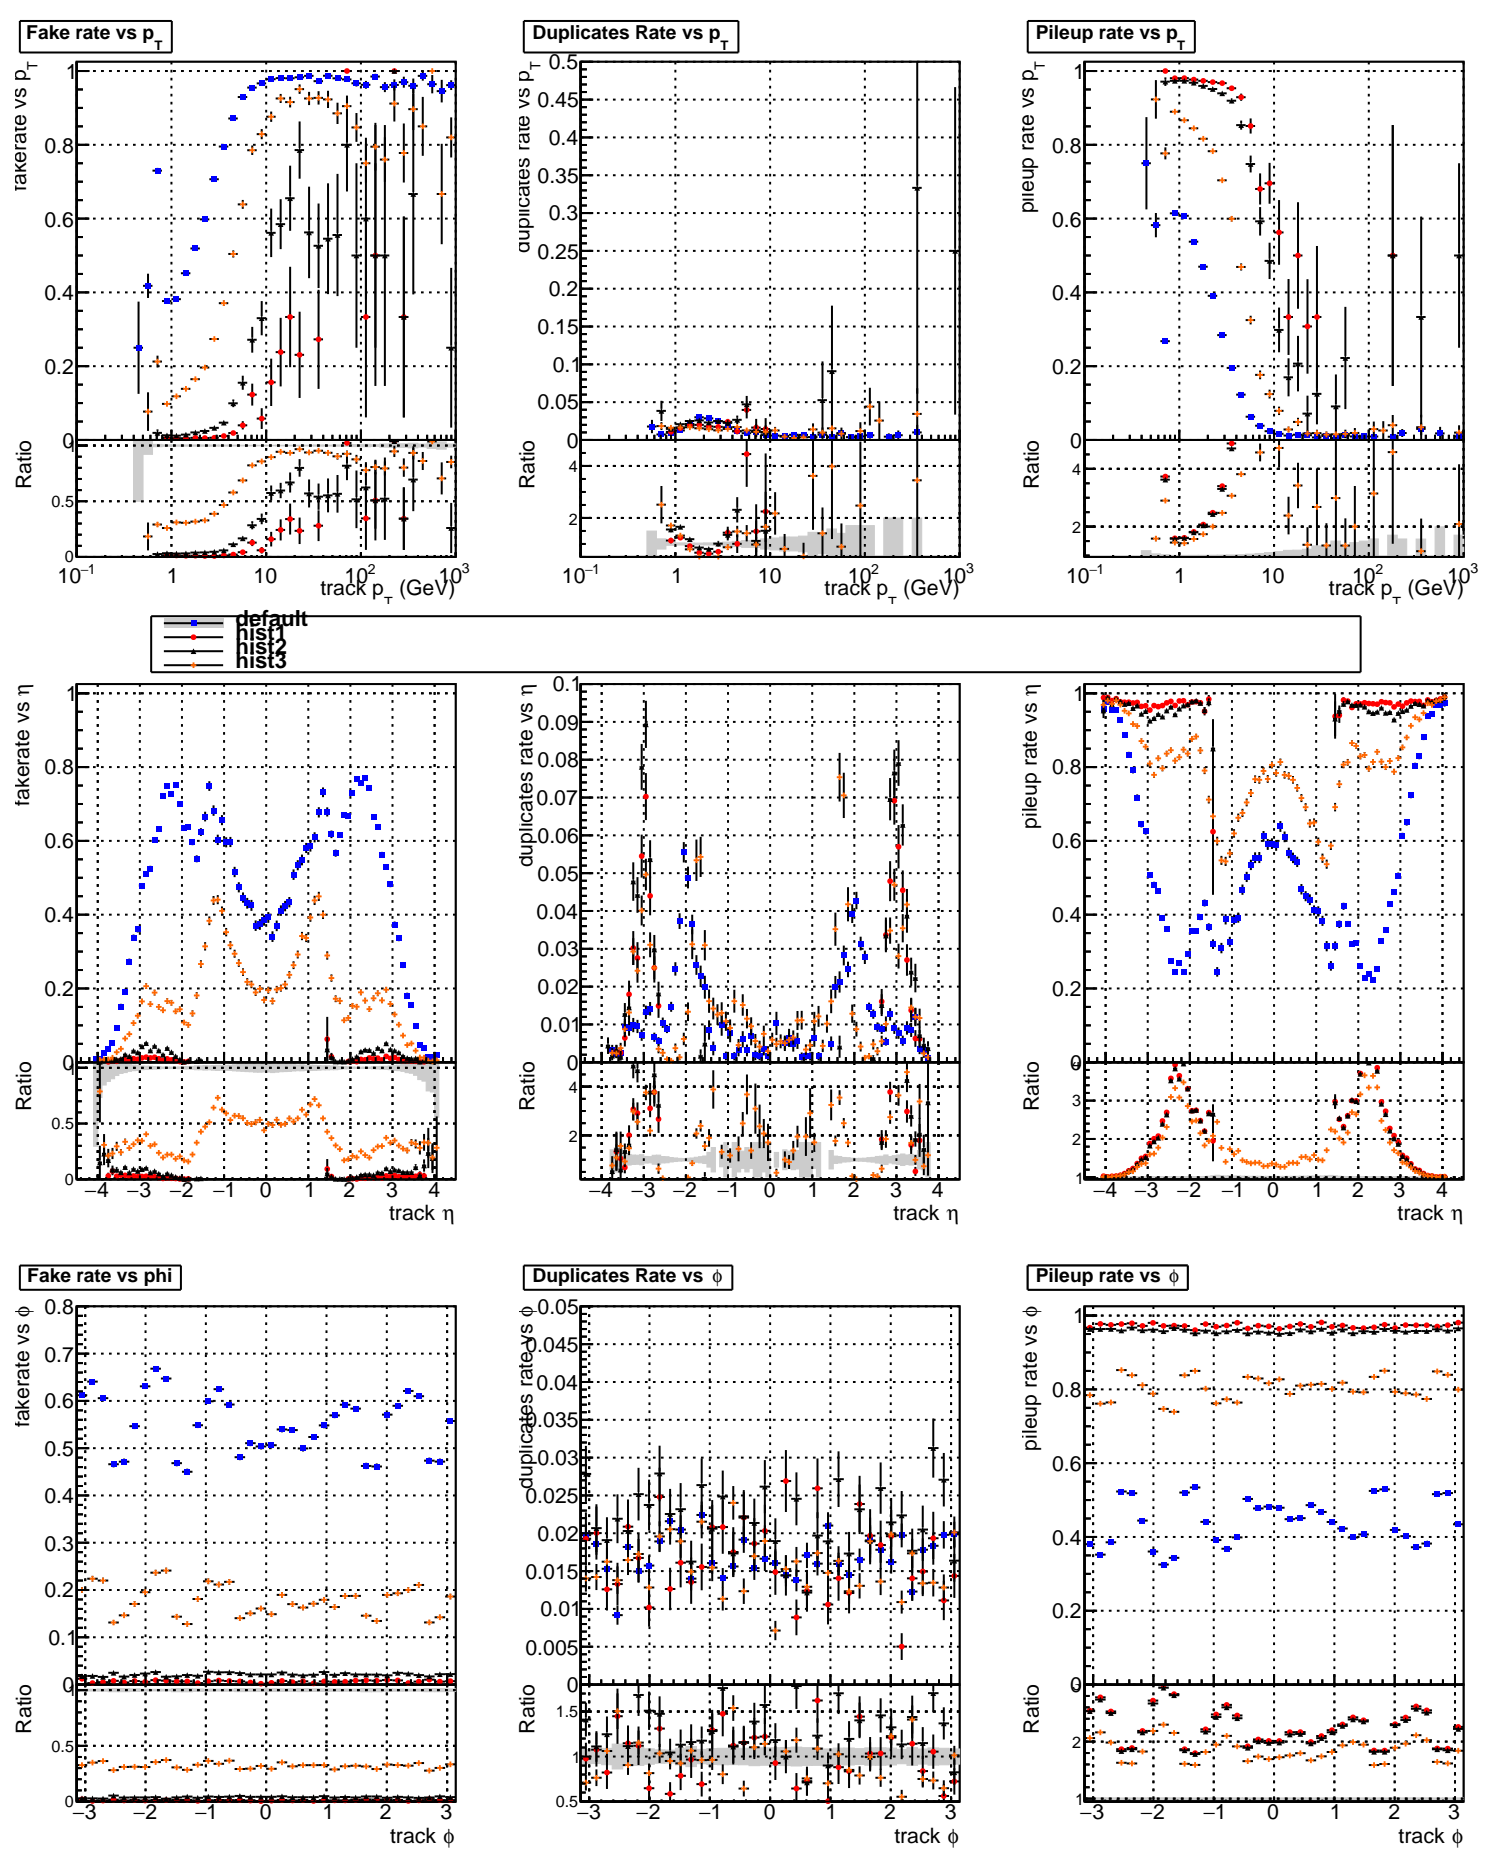 Fake rate vs p_T
Duplicates Rate vs p_T
Pileup rate vs p_T
fakerate vs p_T
1
0.8
0.6
0.4
0.2
0
Ratio
0.5
0
10^−1 1 10 10^2 10^3
track p_T (GeV)
duplicates rate vs p_T
0.5
0.45
0.4
0.35
0.3
0.25
0.2
0.15
0.1
0.05
0
Ratio
4
2
10^−1 1 10 10^2 10^3
track p_T (GeV)
pileup rate vs p_T
1
0.8
0.6
0.4
0.2
0
Ratio
4
2
10^−1 1 10 10^2 10^3
track p_T (GeV)
default
hist1
hist2
hist3
fakerate vs η
1
0.8
0.6
0.4
0.2
0
Ratio
0.5
0
−4 −3 −2 −1 0 1 2 3 4
track η
duplicates rate vs η
0.1
0.09
0.08
0.07
0.06
0.05
0.04
0.03
0.02
0.01
0
Ratio
4
2
−4 −3 −2 −1 0 1 2 3 4
track η
pileup rate vs η
1
0.8
0.6
0.4
0.2
0
Ratio
3
2
1
−4 −3 −2 −1 0 1 2 3 4
track η
Fake rate vs phi
Duplicates Rate vs ϕ
Pileup rate vs ϕ
fakerate vs ϕ
0.8
0.7
0.6
0.5
0.4
0.3
0.2
0.1
0
Ratio
1
0.5
0
−3 −2 −1 0 1 2 3
track ϕ
duplicates rate vs ϕ
0.05
0.045
0.04
0.035
0.03
0.025
0.02
0.015
0.01
0.005
0
Ratio
1.5
1
0.5
−3 −2 −1 0 1 2 3
track ϕ
pileup rate vs ϕ
1
0.8
0.6
0.4
0.2
0
Ratio
2
1
−3 −2 −1 0 1 2 3
track ϕ